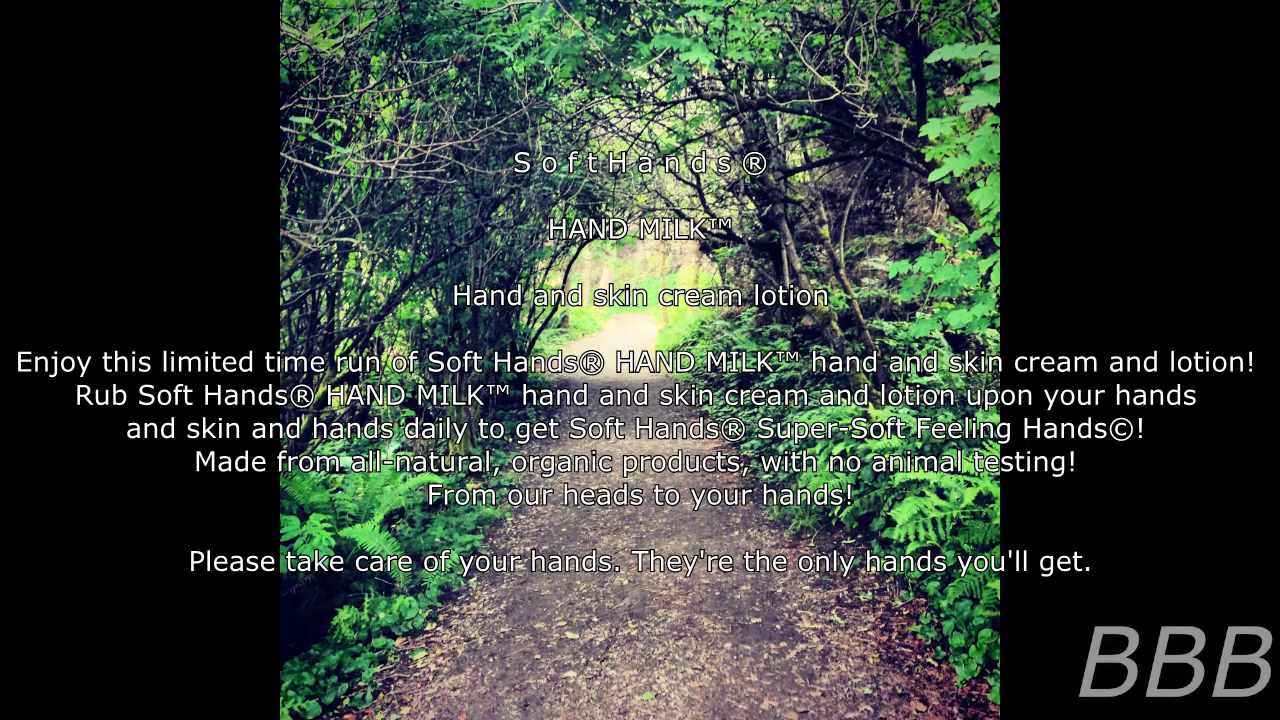 SoftHands®
HAND MILK™
Hand and skin cream lotion
Enjoy this limited time run of Soft Hands® HAND MILK™ hand and skin cream and lotion!
Rub Soft Hands® HAND MILK™ hand and skin cream and lotion upon your hands
and skin and hands daily to get Soft Hands® Super-Soft Feeling Hands©!
Made from all-natural, organic products, with no animal testing!
From our heads to your hands!
Please take care of your hands. They're the only hands you'll get.
BBB